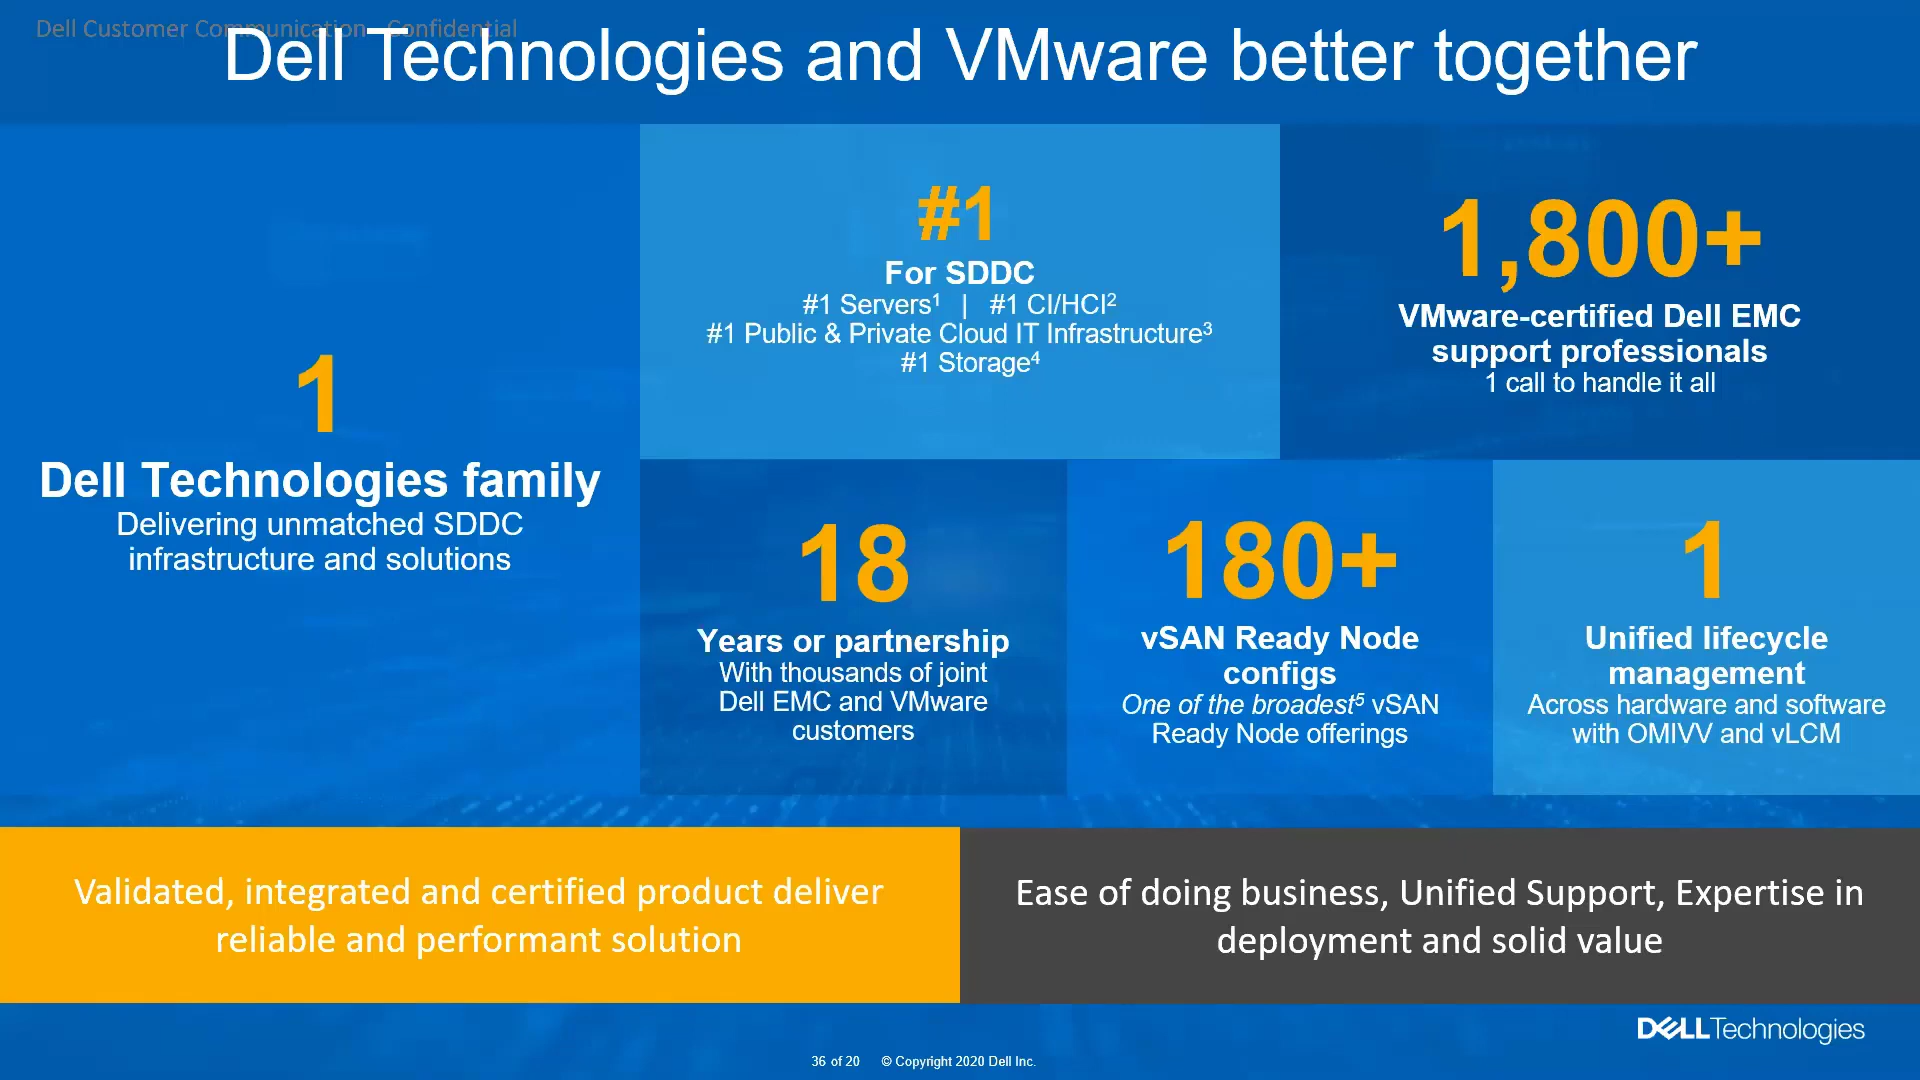 Dell Customer Communication - Confidential
Dell Technologies and VMware better together
1
Dell Technologies family
Delivering unmatched SDDC
infrastructure and solutions
#1
For SDDC
#1 Servers¹ | #1 CI/HCI²
#1 Public & Private Cloud IT Infrastructure³
#1 Storage⁴
1,800+
VMware-certified Dell EMC
support professionals
1 call to handle it all
18
Years or partnership
With thousands of joint
Dell EMC and VMware
customers
180+
vSAN Ready Node
configs
One of the broadest⁵ vSAN
Ready Node offerings
1
Unified lifecycle
management
Across hardware and software
with OMIVV and vLCM
Validated, integrated and certified product deliver
reliable and performant solution
Ease of doing business, Unified Support, Expertise in
deployment and solid value
DELL Technologies
36 of 20 © Copyright 2020 Dell Inc.